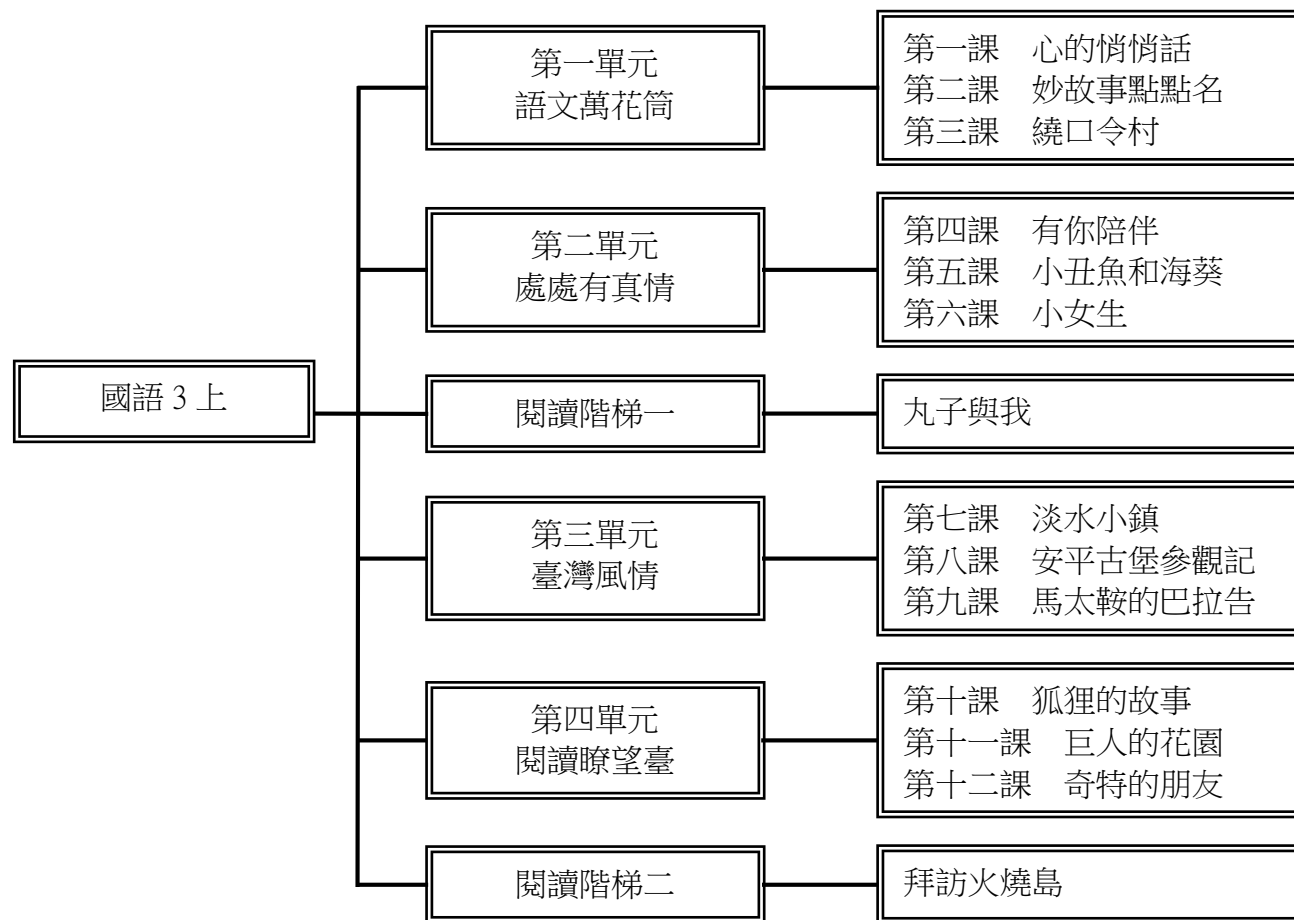 國語 3 上
第一單元
語文萬花筒
第一課　心的悄悄話
第二課　妙故事點點名
第三課　繞口令村
第二單元
處處有真情
第四課　有你陪伴
第五課　小丑魚和海葵
第六課　小女生
閱讀階梯一
丸子與我
第三單元
臺灣風情
第七課　淡水小鎮
第八課　安平古堡參觀記
第九課　馬太鞍的巴拉告
第四單元
閱讀瞭望臺
第十課　狐狸的故事
第十一課　巨人的花園
第十二課　奇特的朋友
閱讀階梯二
拜訪火燒島